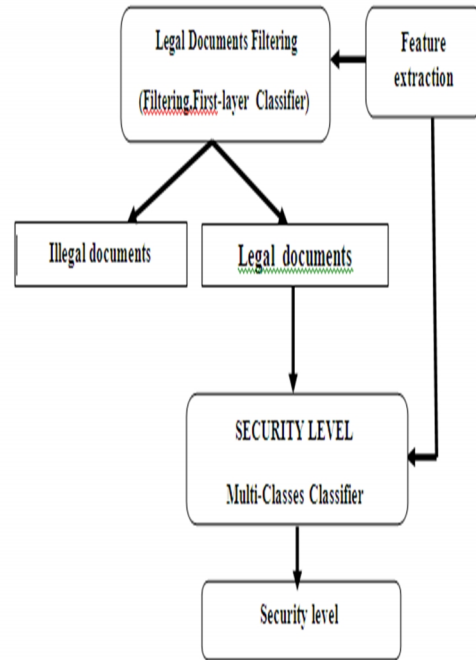 Legal Documents Filtering
(Filtering,First-layer Classifier)
Feature
extraction
Illegal documents
Legal documents
SECURITY LEVEL
Multi-Classes Classifier
Security level